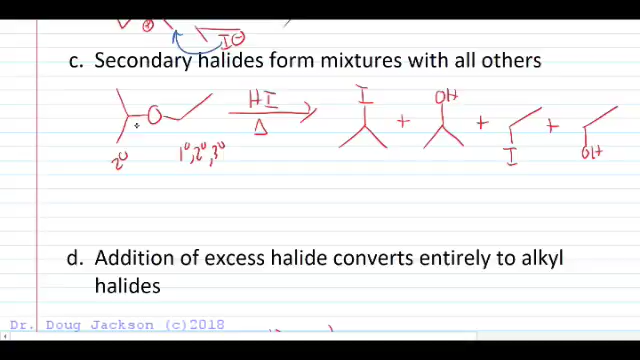 I⊖
c. Secondary halides form mixtures with all others
O HI Δ I + OH + I + OH
2° 1°, 2°, 3°
d. Addition of excess halide converts entirely to alkyl
halides
Dr. Doug Jackson (c)2018